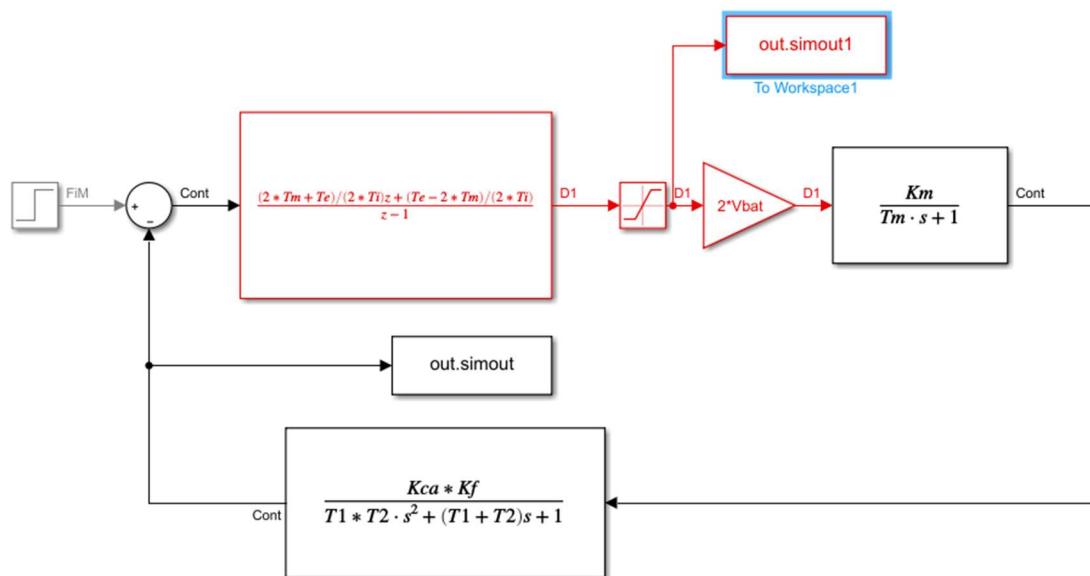 out.simout1
To Workspace1
FiM
+
−
Cont
(2 * Tm + Te)/(2 * Ti)z + (Te − 2 * Tm)/(2 * Ti)
z − 1
D1
D1
2*Vbat
D1
Km
Tm · s + 1
Cont
out.simout
Kca * Kf
T1 * T2 · s² + (T1 + T2)s + 1
Cont